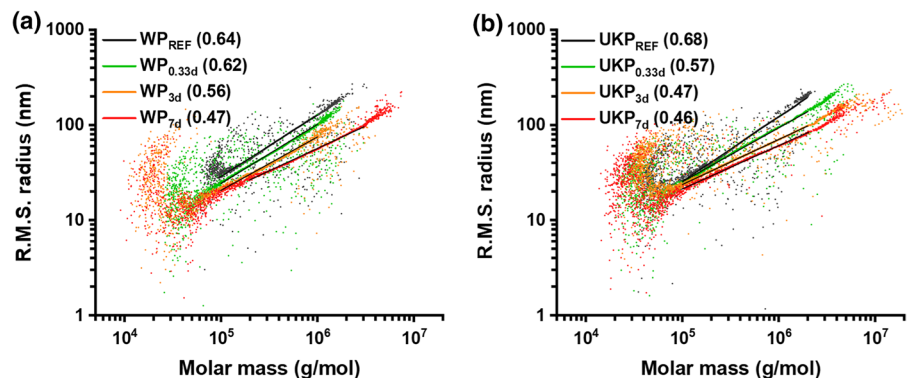 (a)
1000
100
10
1
R.M.S. radius (nm)
WP_REF (0.64)
WP_0.33d (0.62)
WP_3d (0.56)
WP_7d (0.47)
10^4 10^5 10^6 10^7
Molar mass (g/mol)
(b)
1000
100
10
1
R.M.S. radius (nm)
UKP_REF (0.68)
UKP_0.33d (0.57)
UKP_3d (0.47)
UKP_7d (0.46)
10^4 10^5 10^6 10^7
Molar mass (g/mol)